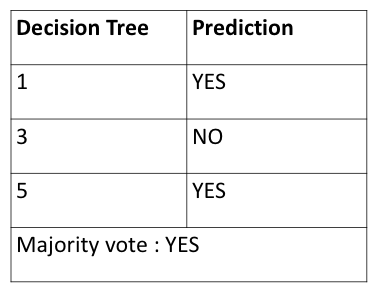 Decision Tree Prediction
1 YES
3 NO
5 YES
Majority vote : YES